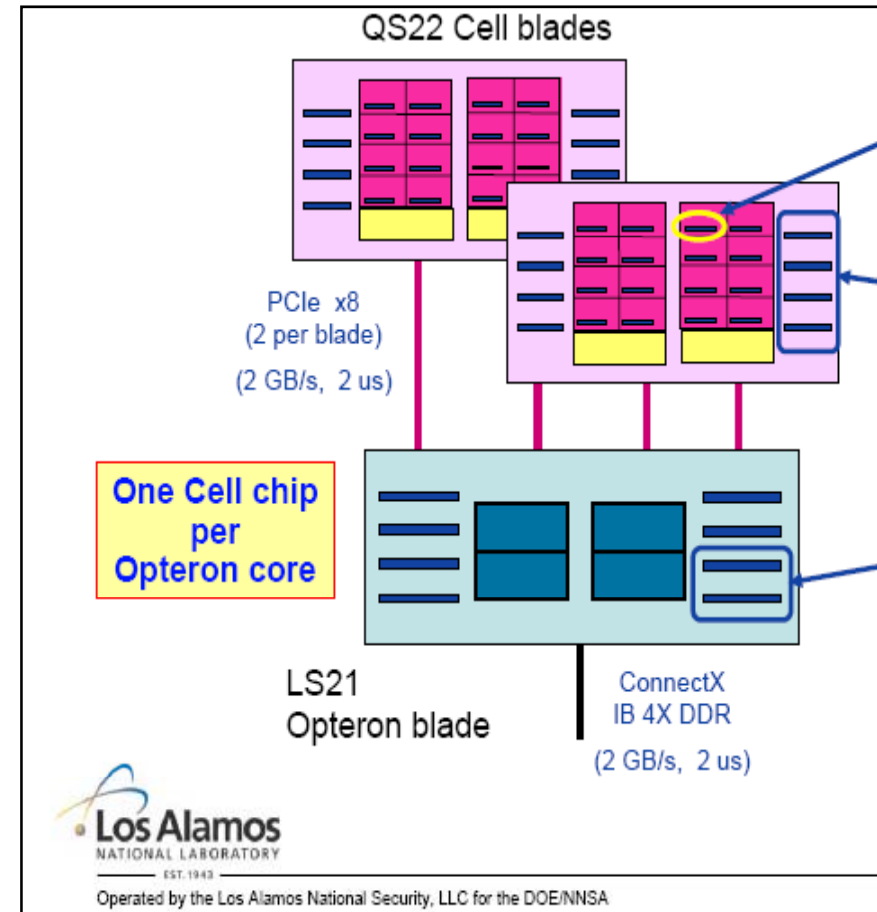 QS22 Cell blades
PCIe x8
(2 per blade)
(2 GB/s, 2 us)
One Cell chip
per
Opteron core
LS21
Opteron blade
ConnectX
IB 4X DDR
(2 GB/s, 2 us)
Los Alamos
NATIONAL LABORATORY
EST. 1943
Operated by the Los Alamos National Security, LLC for the DOE/NNSA